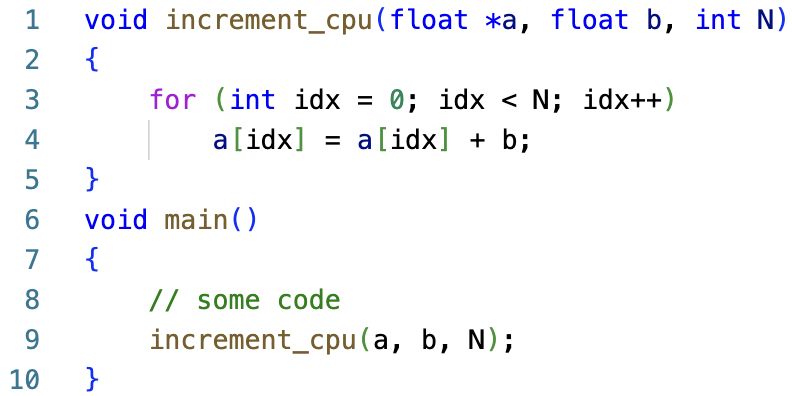 1 void increment_cpu(float *a, float b, int N)
2 {
3     for (int idx = 0; idx < N; idx++)
4         a[idx] = a[idx] + b;
5 }
6 void main()
7 {
8     // some code
9     increment_cpu(a, b, N);
10 }